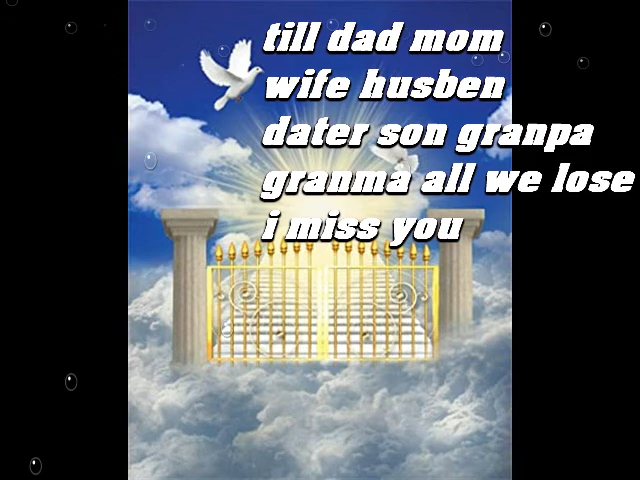 till dad mom
wife husben
dater son granpa
granma all we lose
i miss you